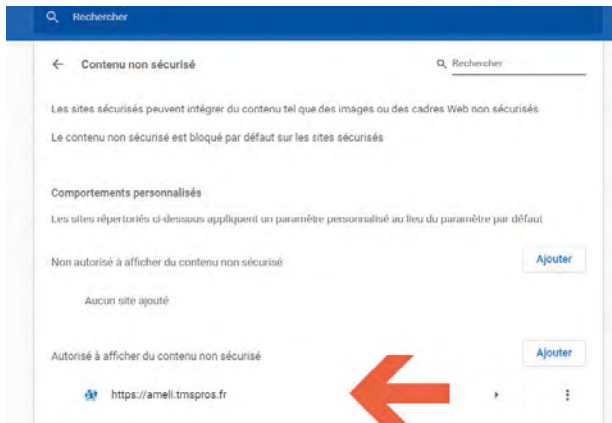 Rechercher
Contenu non sécurisé
Rechercher
Les sites sécurisés peuvent intégrer du contenu tel que des images ou des cadres Web non sécurisés
Le contenu non sécurisé est bloqué par défaut sur les sites sécurisés
Comportements personnalisés
Les sites répertoriés ci-dessous appliquent un paramètre personnalisé au lieu du paramètre par défaut
Non autorisé à afficher du contenu non sécurisé
Ajouter
Aucun site ajouté
Autorisé à afficher du contenu non sécurisé
Ajouter
https://ameli.tmspros.fr